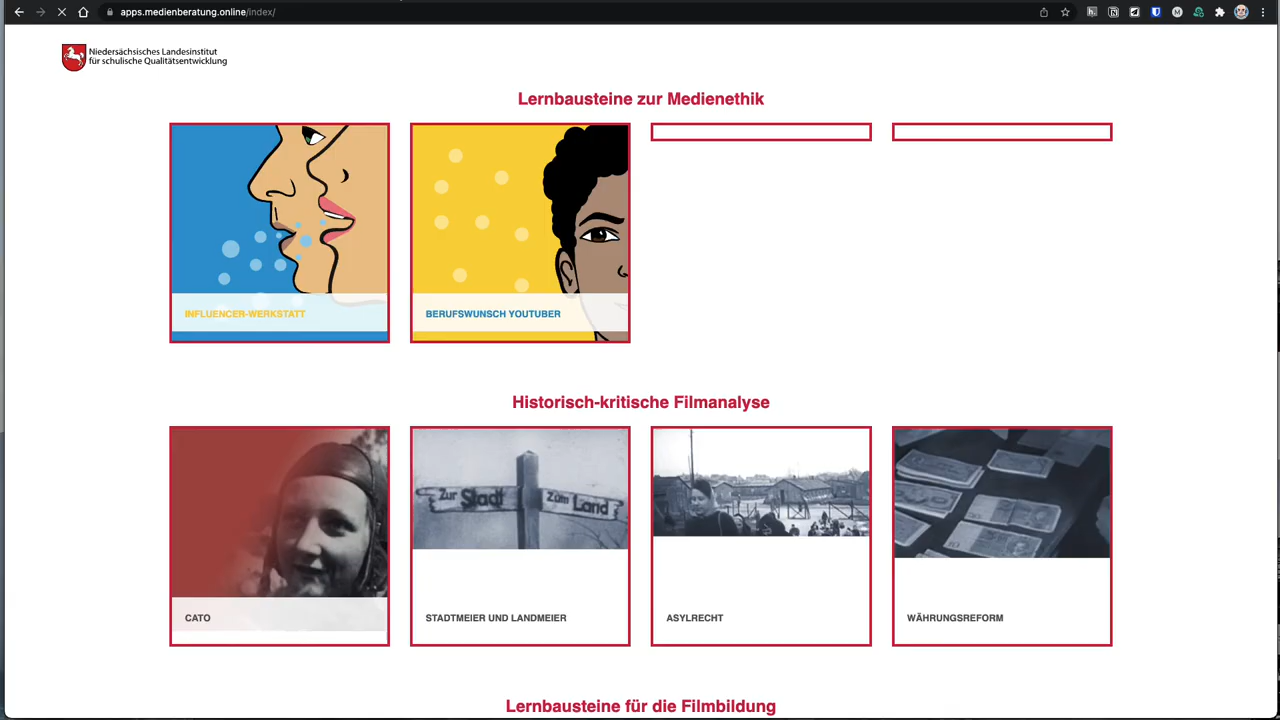 apps.medienberatung.online/index/
Niedersächsisches Landesinstitut
für schulische Qualitätsentwicklung
Lernbausteine zur Medienethik
INFLUENCER-WERKSTATT
BERUFSWUNSCH YOUTUBER
Historisch-kritische Filmanalyse
Zur Stadt
Zum Land
CATO
STADTMEIER UND LANDMEIER
ASYLRECHT
WÄHRUNGSREFORM
Lernbausteine für die Filmbildung